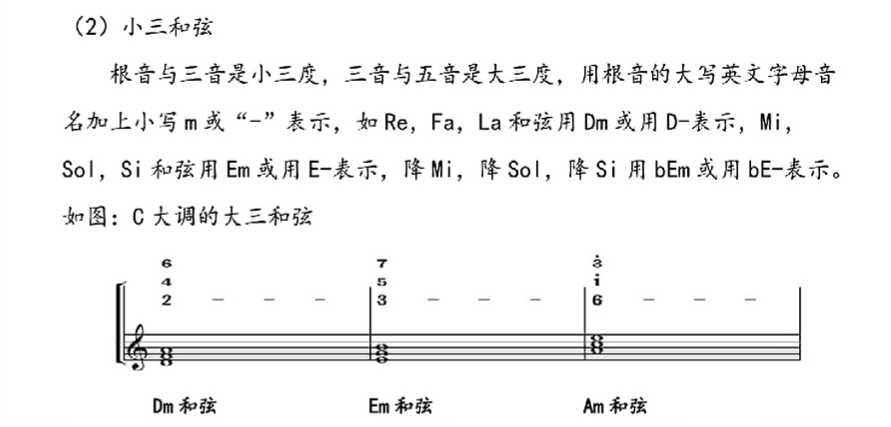 （2）小三和弦
根音与三音是小三度，三音与五音是大三度，用根音的大写英文字母音
名加上小写 m 或“-”表示，如 Re，Fa，La 和弦用 Dm 或用 D-表示，Mi，
Sol，Si 和弦用 Em 或用 E-表示，降 Mi，降 Sol，降 Si 用 bEm 或用 bE-表示。
如图：C 大调的大三和弦
6 7 3̇
4 5 1̇
2 － － － 3 － － － 6 － － －
Dm 和弦 Em 和弦 Am 和弦